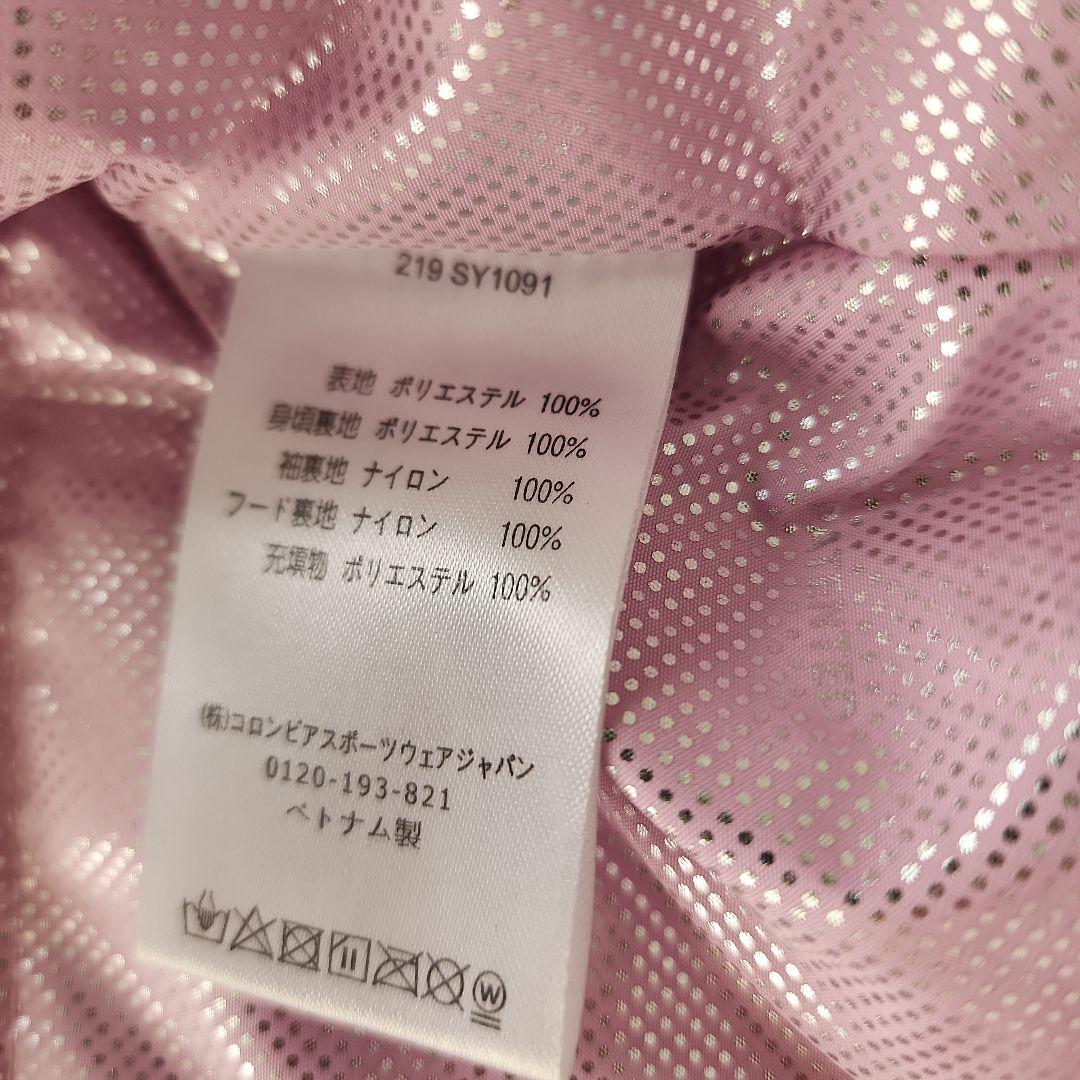 219 SY1091
表地 ポリエステル 100%
身頃裏地 ポリエステル 100%
袖裏地 ナイロン 100%
フード裏地 ナイロン 100%
充填物 ポリエステル 100%
(株)コロンビアスポーツウェアジャパン
0120-193-821
ベトナム製
W